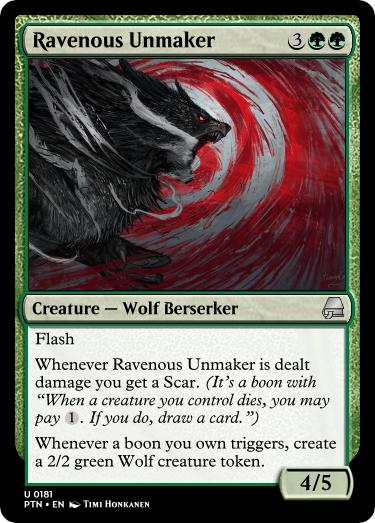 Ravenous Unmaker 3
Creature — Wolf Berserker
Flash
Whenever Ravenous Unmaker is dealt
damage you get a Scar. (It's a boon with
“When a creature you control dies, you may
pay 1. If you do, draw a card.”)
Whenever a boon you own triggers, create
a 2/2 green Wolf creature token.
4/5
U 0181
PTN • EN Timi Honkanen